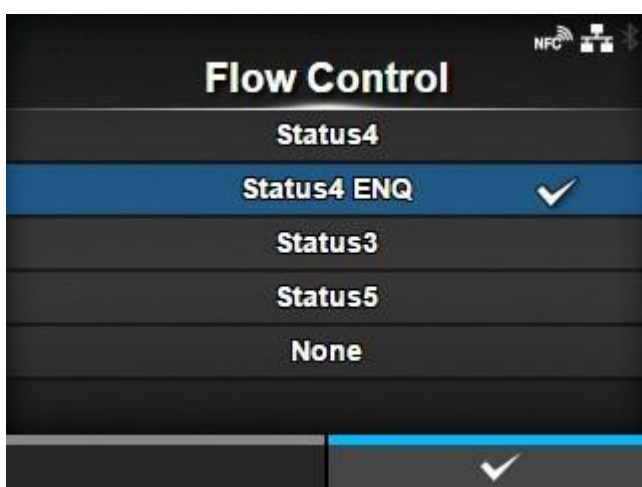 NFC
Flow Control
Status4
Status4 ENQ
Status3
Status5
None